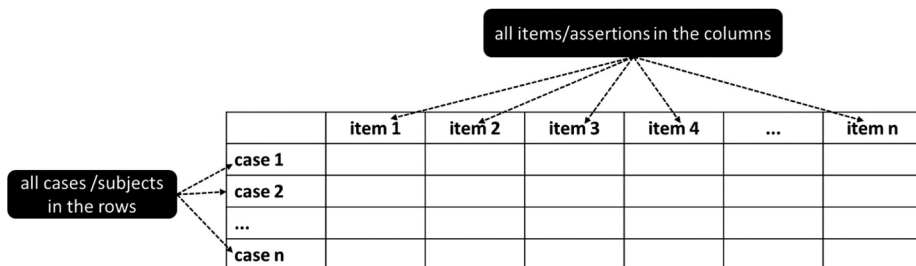 all items/assertions in the columns
item 1 item 2 item 3 item 4 ... item n
case 1
all cases /subjects
in the rows
case 2
...
case n